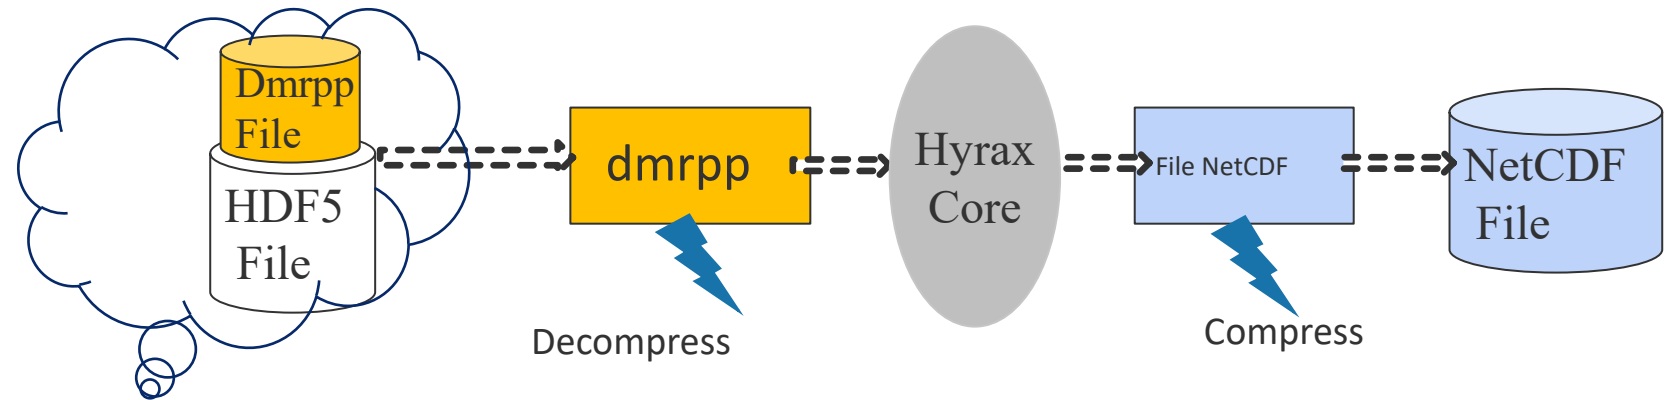 Dmrpp
File
HDF5
File
dmrpp
Decompress
Hyrax
Core
File NetCDF
Compress
NetCDF
File